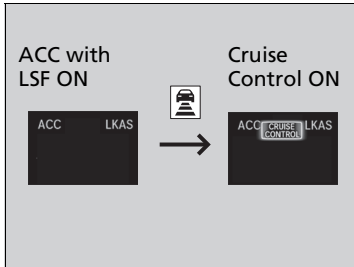 ACC with
LSF ON
Cruise
Control ON
ACC LKAS
ACC CRUISE CONTROL LKAS